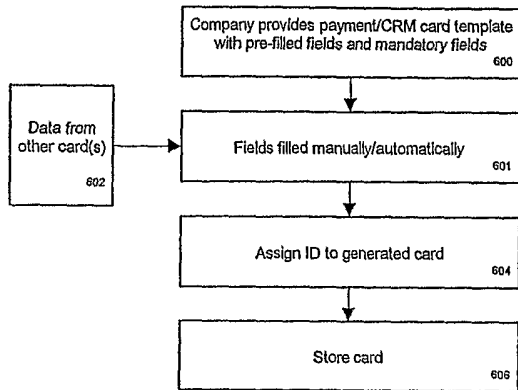 Company provides payment/CRM card template
with pre-filled fields and mandatory fields
600
Data from
other card(s)
602
Fields filled manually/automatically
601
Assign ID to generated card
604
Store card
606